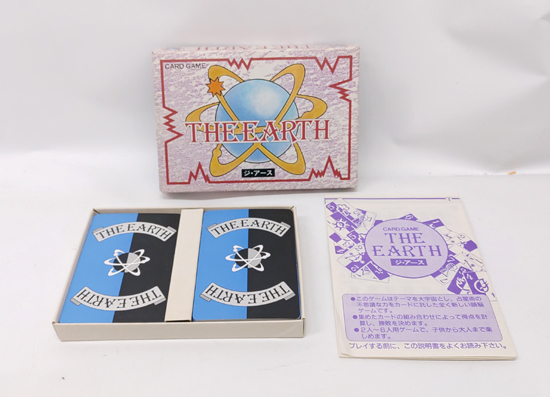 CARD GAME
THE EARTH
ジ・アース
THE EARTH
THE EARTH
THE EARTH
THE EARTH
CARD GAME
THE
EARTH
ジ・アース
●このゲームはテーマを大宇宙とし、占星術の
不思議な力をカードに託した全く新しい頭脳
ゲームです。
●集めたカードの組み合わせによって得点を計
算し、勝敗を決めます。
●2人〜6人用ゲームで、子供から大人まで楽
しめます。
プレイする前に、この説明書をよくお読み下さい。